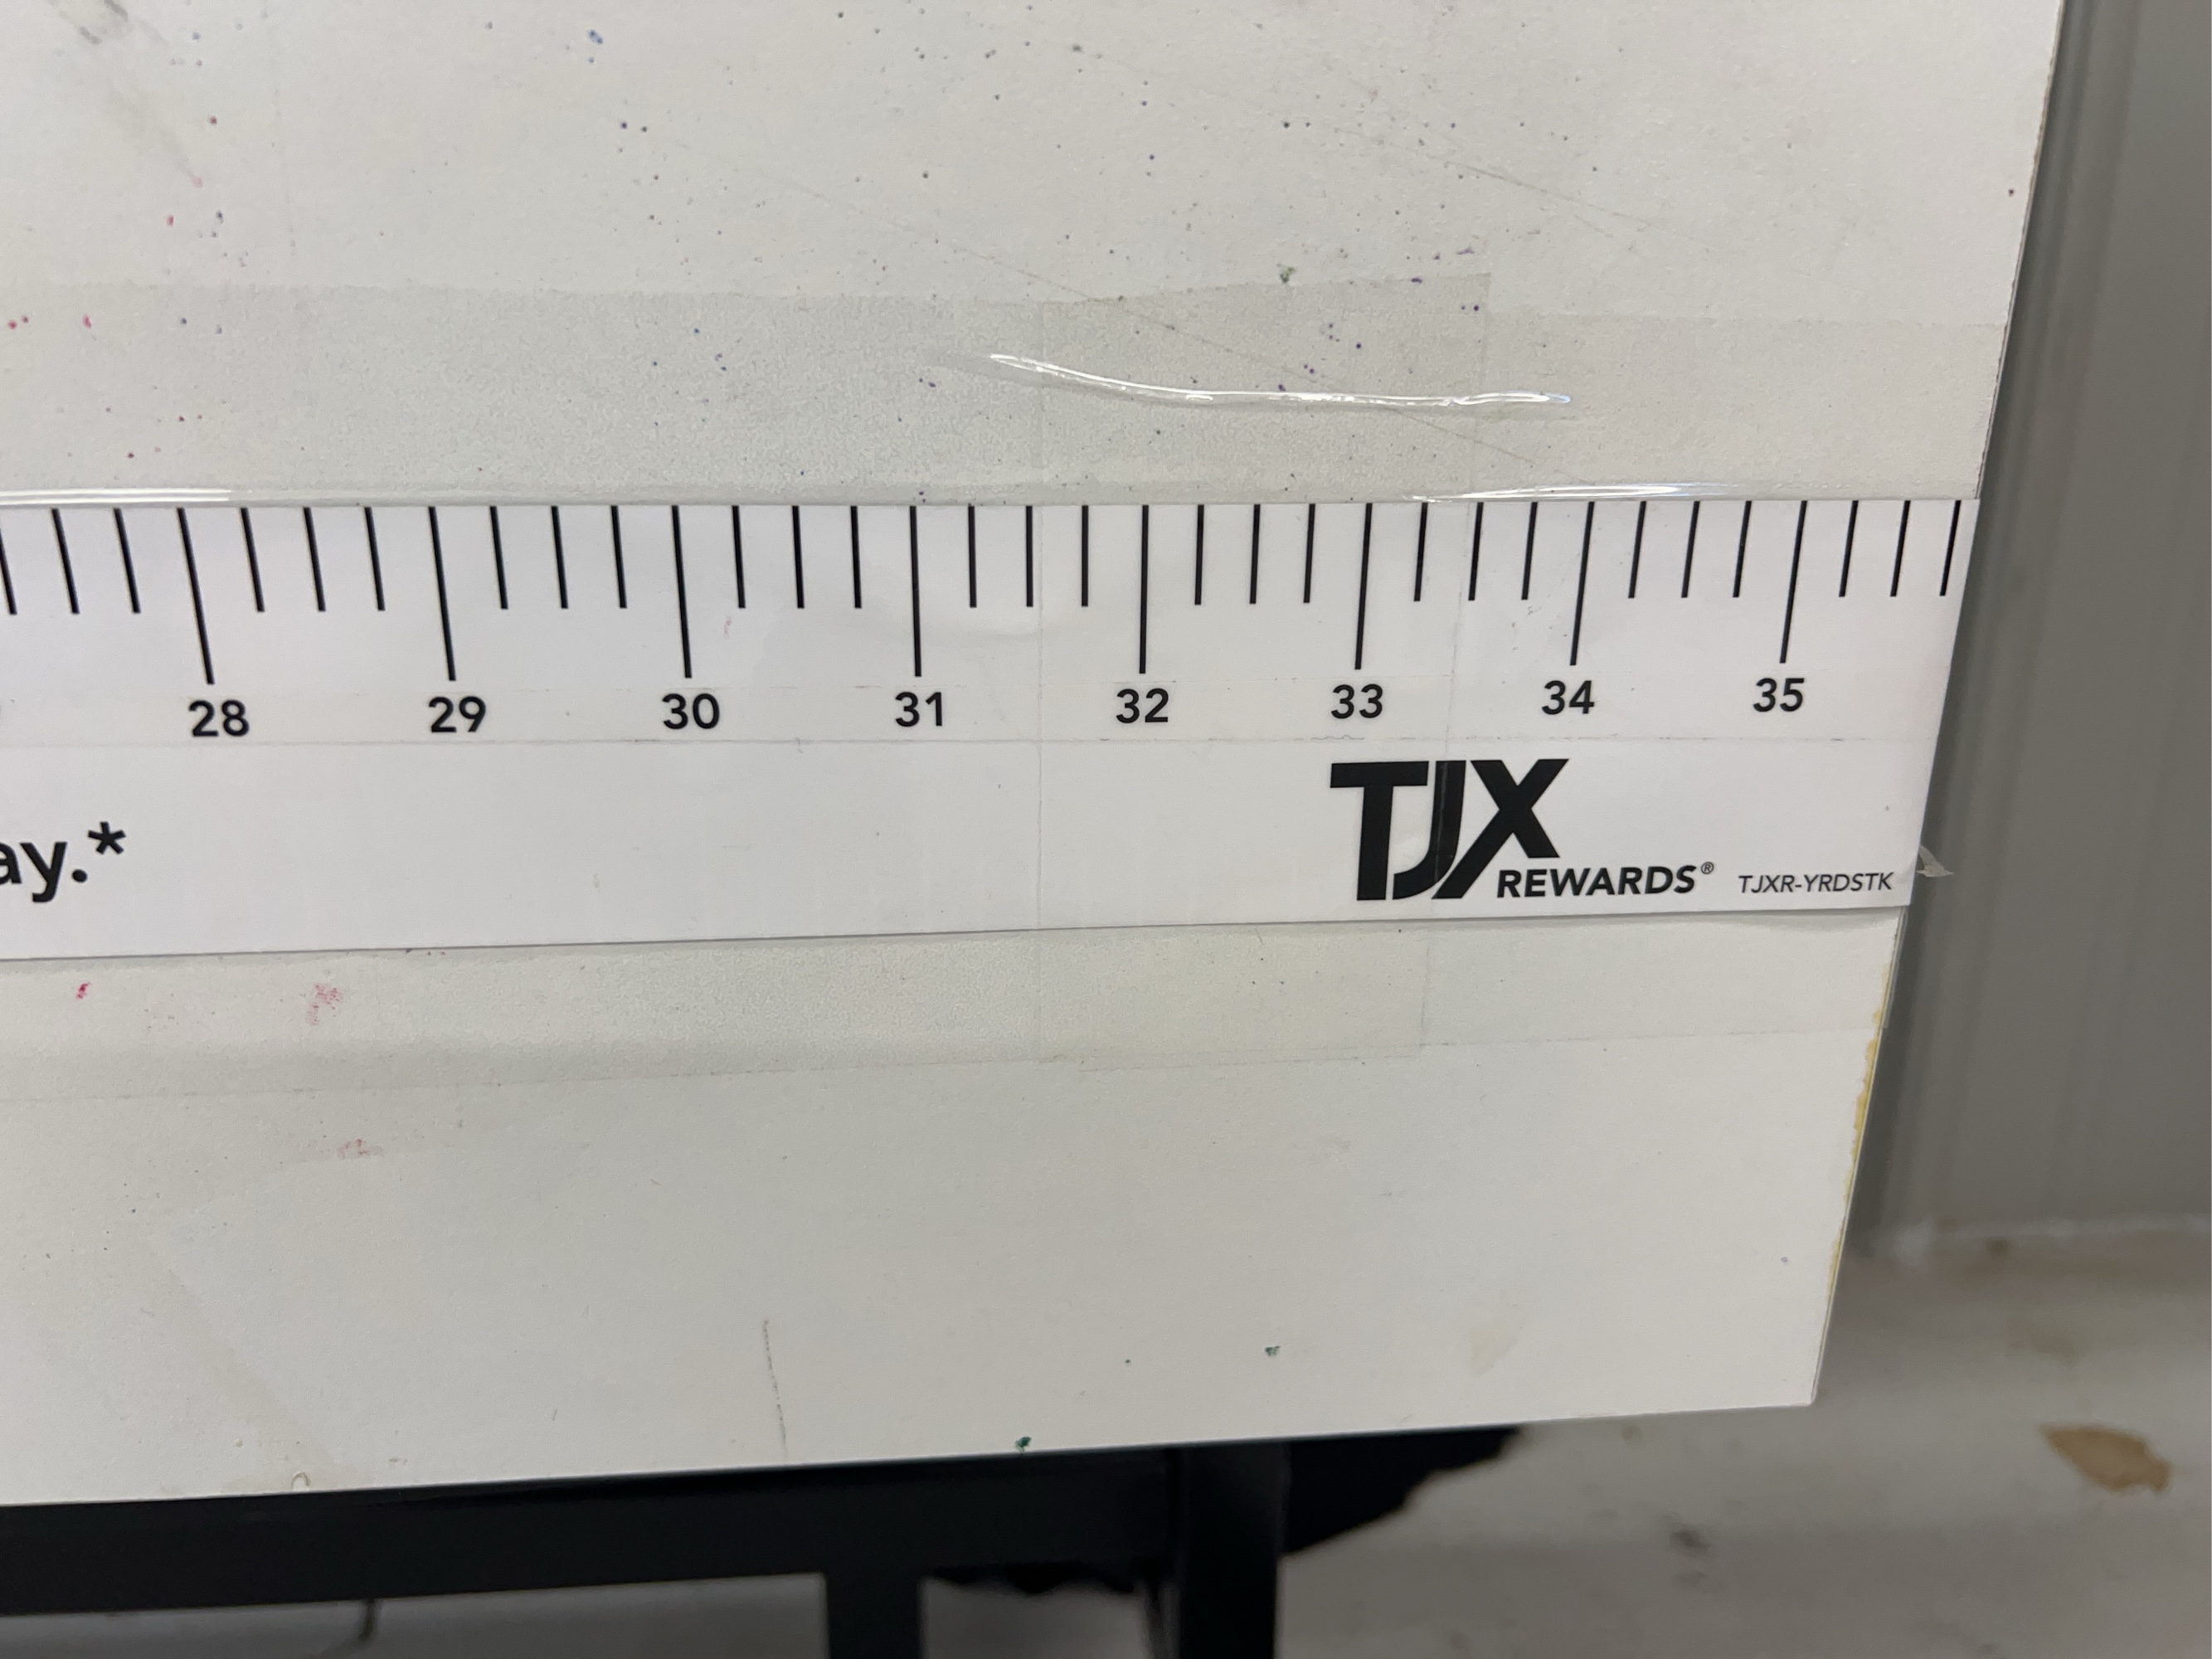 28 29 30 31 32 33 34 35
ay.*
TJX
REWARDS® TJXR-YRDSTK